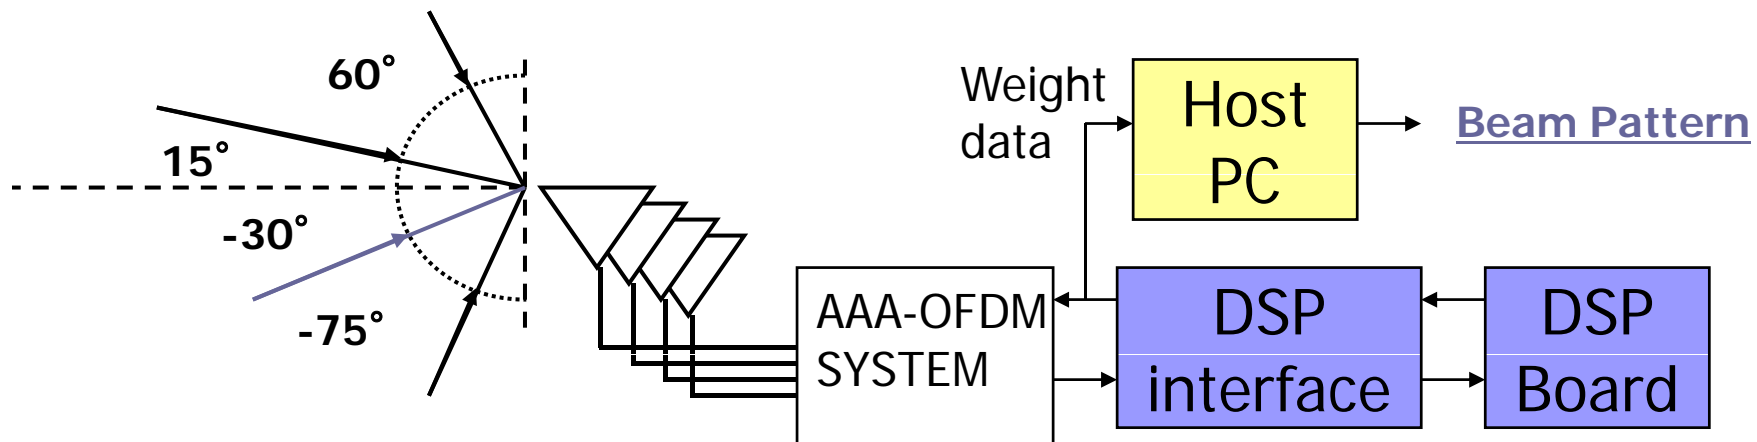 60°
15°
-30°
-75°
Weight
data
Host
PC
Beam Pattern
AAA-OFDM
SYSTEM
DSP
interface
DSP
Board